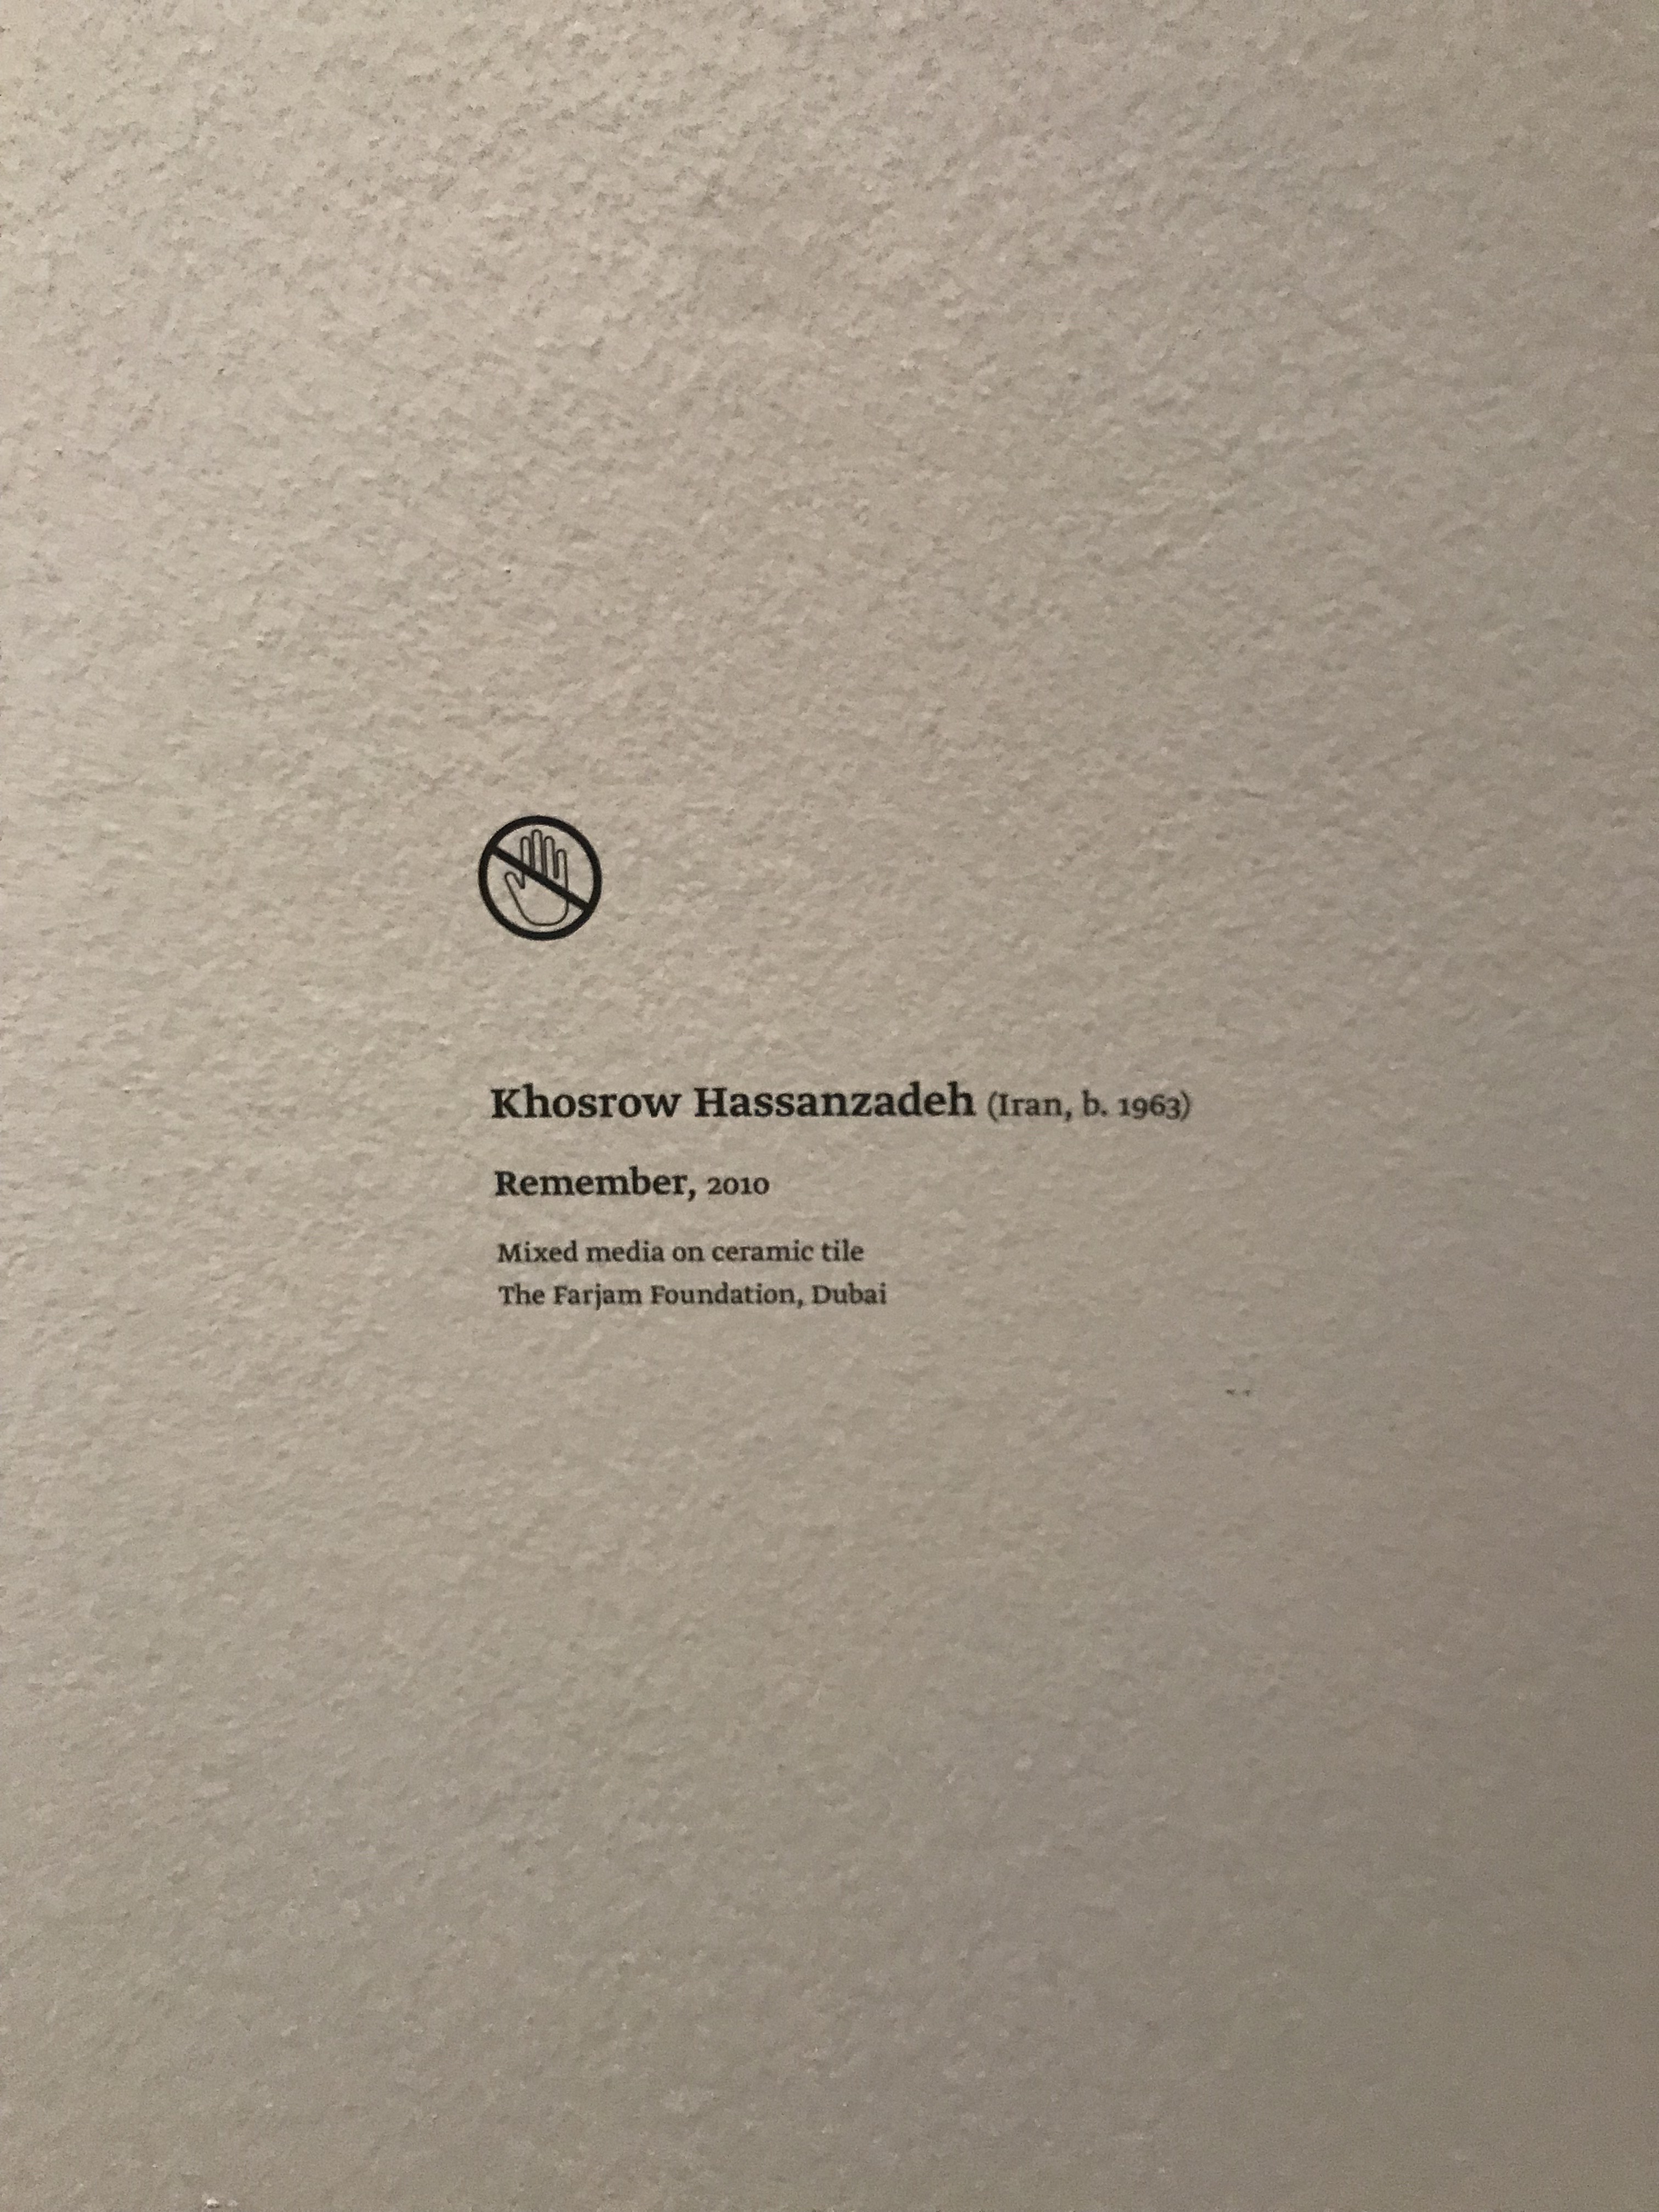 Khosrow Hassanzadeh (Iran, b. 1963)
Remember, 2010
Mixed media on ceramic tile
The Farjam Foundation, Dubai